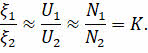 ξ₁/ξ₂ ≈ U₁/U₂ ≈ N₁/N₂ = K.